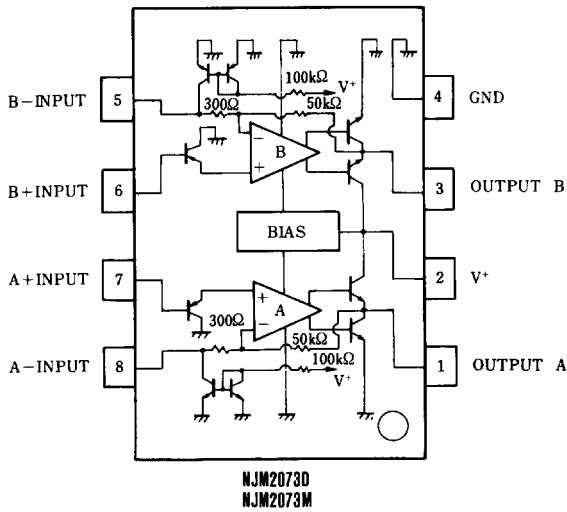 100kΩ
V+
B−INPUT
5
300Ω
50kΩ
4
GND
−
B
+
B+INPUT
6
3
OUTPUT B
BIAS
A+INPUT
7
2
V+
+
A
−
300Ω
50kΩ
100kΩ
A−INPUT
8
V+
1
OUTPUT A
NJM2073D
NJM2073M